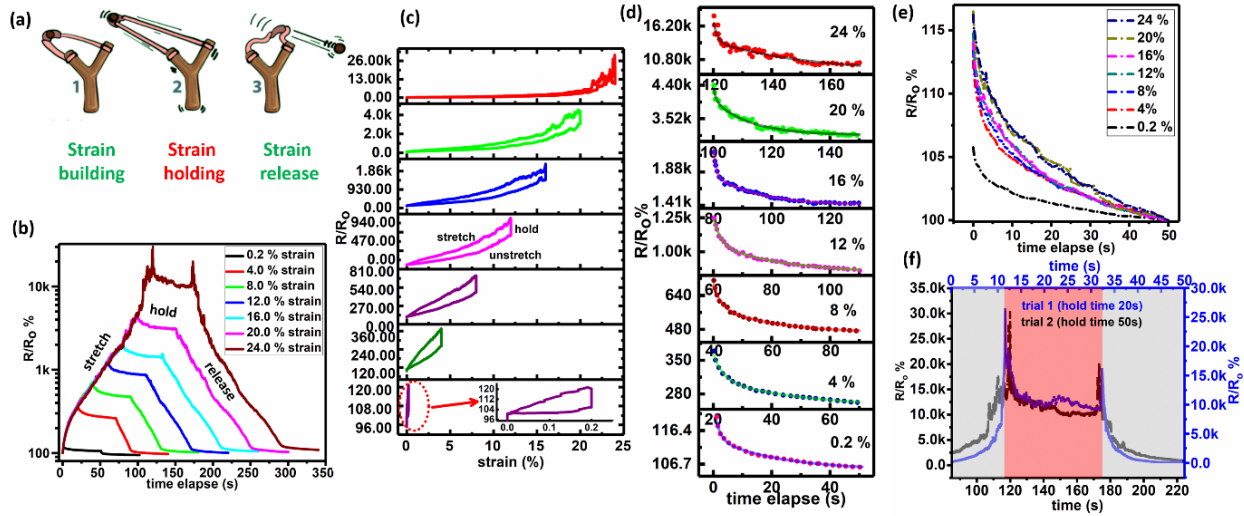 (a)
1
2
3
Strain
building
Strain
holding
Strain
release
(b)
R/R₀ %
10k
1k
100
0
50
100
150
200
250
300
time elapse (s)
stretch
hold
release
0.2 % strain
4.0 % strain
8.0 % strain
12.0 % strain
16.0 % strain
20.0 % strain
24.0 % strain
(c)
R/R₀
26.00k
13.00k
0.00
4.0k
2.0k
0.0
1.86k
930.00
0.00
940.00
470.00
0.00
stretch
hold
unstretch
810.00
540.00
270.00
0.00
360.00
240.00
120.00
120.00
108.00
96.00
120
112
104
96
0.0
0.1
0.2
0
5
10
15
20
25
strain (%)
(d)
R/R₀%
16.20k
10.80k
24 %
120
140
160
4.40k
3.52k
20 %
100
120
140
1.88k
1.41k
16 %
80
100
120
1.25k
1.00k
12 %
60
80
100
640
480
8 %
40
60
80
350
280
4 %
20
40
60
106.7
0.2 %
0
20
40
time elapse (s)
(e)
R/R₀ %
115
110
105
100
0
10
20
30
40
50
time elapse (s)
24 %
20%
16%
12%
8%
4%
0.2 %
(f)
time (s)
0
5
10
15
20
25
30
35
40
45
50
trial 1 (hold time 20s)
trial 2 (hold time 50s)
R/R₀ %
35.0k
30.0k
25.0k
20.0k
15.0k
10.0k
5.0k
0.0
30.0k
25.0k
20.0k
15.0k
10.0k
5.0k
0.0
R/R₀ %
100
120
140
160
180
200
220
time (s)